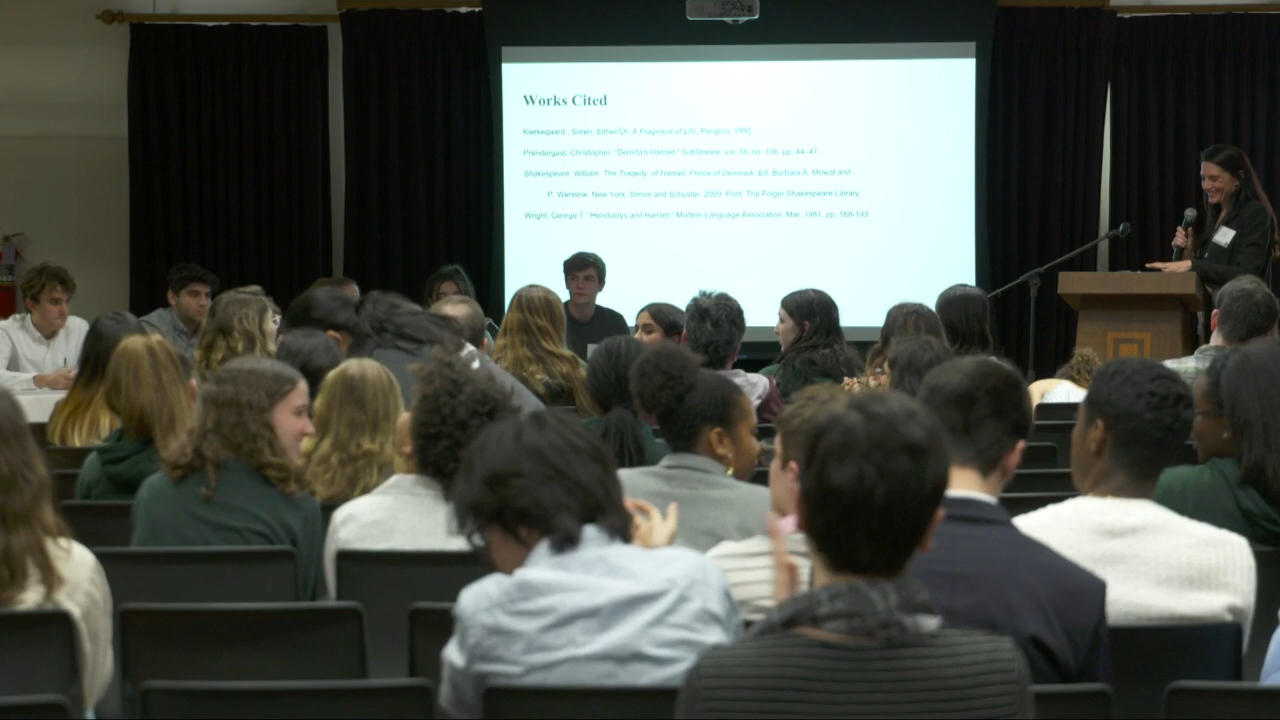 Works Cited
Kierkegaard , Soren. Either/Or. A Fragment of Life. Penguin, 1992.
Prendergast, Christopher. "Derrida's Hamlet." SubStance, vol. 34, no. 106, pp. 44–47.
Shakespeare, William. The Tragedy of Hamlet, Prince of Denmark. Ed. Barbara A. Mowat and
P. Werstine. New York: Simon and Schuster, 2009. Print. The Folger Shakespeare Library.
Wright, George T. "Hendiadys and Hamlet." Modern Language Association, Mar. 1981, pp. 168-193.